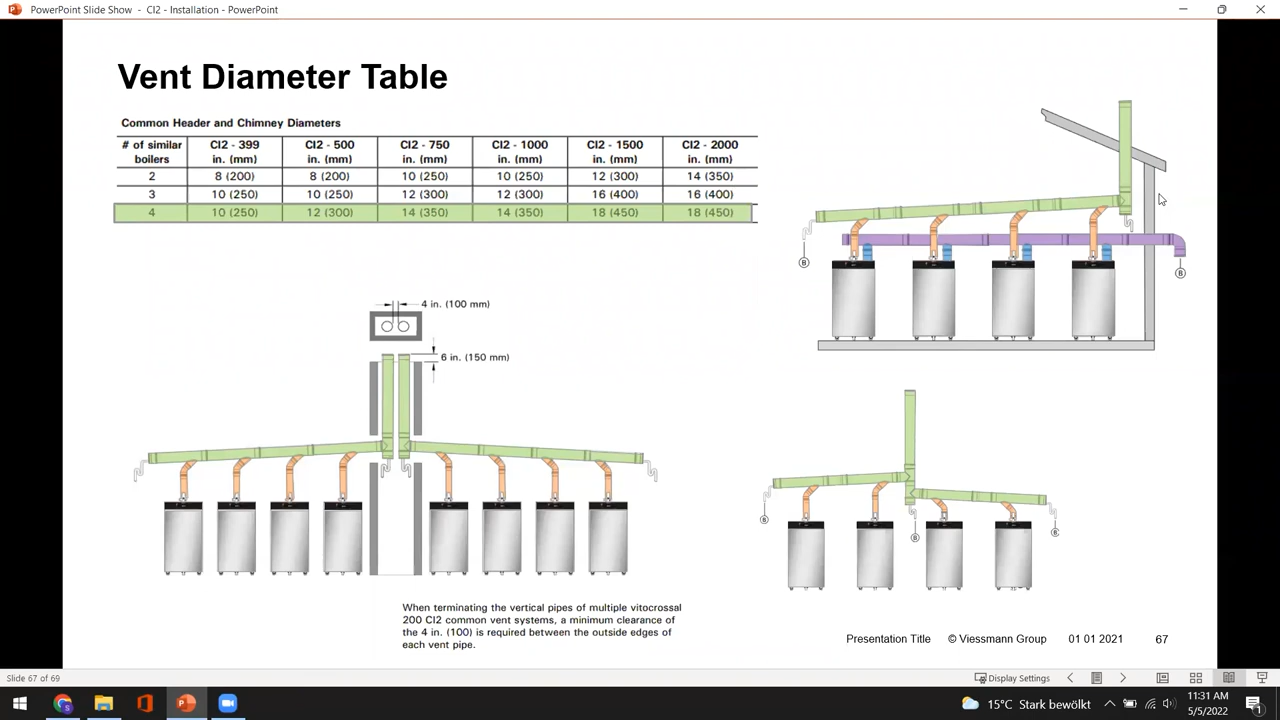 PowerPoint Slide Show - CI2 - Installation - PowerPoint
Vent Diameter Table
Common Header and Chimney Diameters
# of similar boilers CI2 - 399 in. (mm) CI2 - 500 in. (mm) CI2 - 750 in. (mm) CI2 - 1000 in. (mm) CI2 - 1500 in. (mm) CI2 - 2000 in. (mm)
2 8 (200) 8 (200) 10 (250) 10 (250) 12 (300) 14 (350)
3 10 (250) 10 (250) 12 (300) 12 (300) 16 (400) 16 (400)
4 10 (250) 12 (300) 14 (350) 14 (350) 18 (450) 18 (450)
B
B
4 in. (100 mm)
6 in. (150 mm)
B
B
B
When terminating the vertical pipes of multiple vitocrossal
200 CI2 common vent systems, a minimum clearance of
the 4 in. (100) is required between the outside edges of
each vent pipe.
Presentation Title © Viessmann Group 01 01 2021 67
Slide 67 of 69
Display Settings
15°C Stark bewölkt
11:31 AM
5/5/2022
1